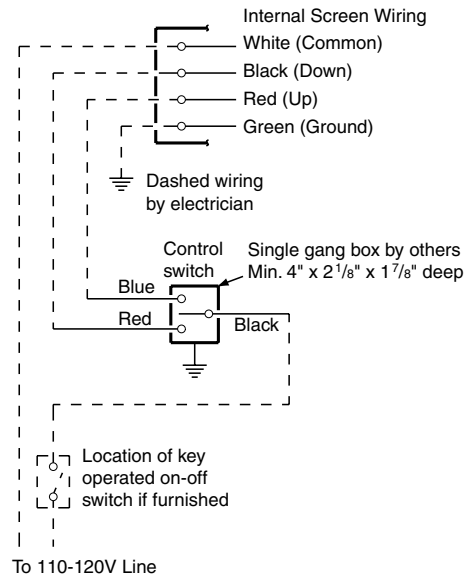 Internal Screen Wiring
White (Common)
Black (Down)
Red (Up)
Green (Ground)
Dashed wiring
by electrician
Control
switch
Single gang box by others
Min. 4" x 2 1/8" x 1 7/8" deep
Blue
Red
Black
Location of key
operated on-off
switch if furnished
To 110-120V Line